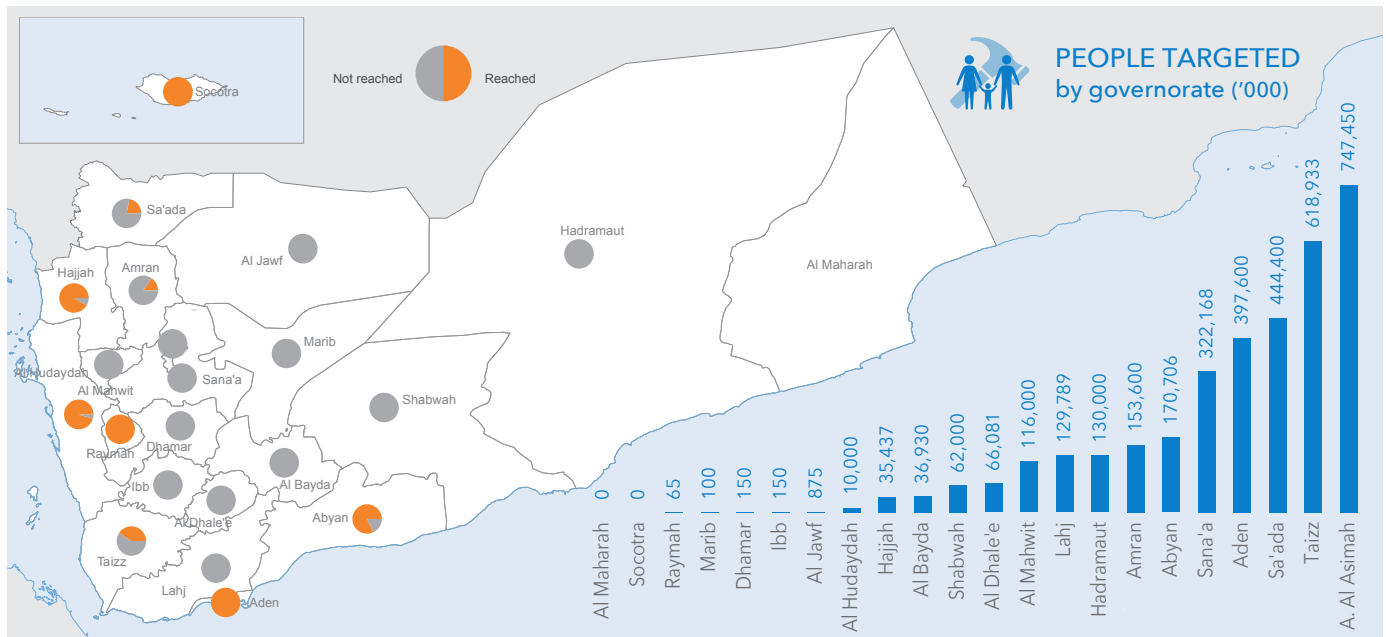 Socotra
Not reached
Reached
PEOPLE TARGETED
by governorate ('000)
Sa'ada
Al Jawf
Hadramaut
Al Maharah
Hajjah
Amran
Marib
Al Hudaydah
Sana'a
Al Mahwit
Shabwah
Dhamar
Raymah
Ibb
Al Bayda
Al Dhale'e
Abyan
Taizz
Lahj
Aden
0
0
65
100
150
150
875
10,000
35,437
36,930
62,000
66,081
116,000
129,789
130,000
153,600
170,706
322,168
397,600
444,400
618,933
747,450
Al Maharah
Socotra
Raymah
Marib
Dhamar
Ibb
Al Jawf
Al Hudaydah
Hajjah
Al Bayda
Shabwah
Al Dhale'e
Al Mahwit
Lahj
Hadramaut
Amran
Abyan
Sana'a
Aden
Sa'ada
Taizz
A. Al Asimah